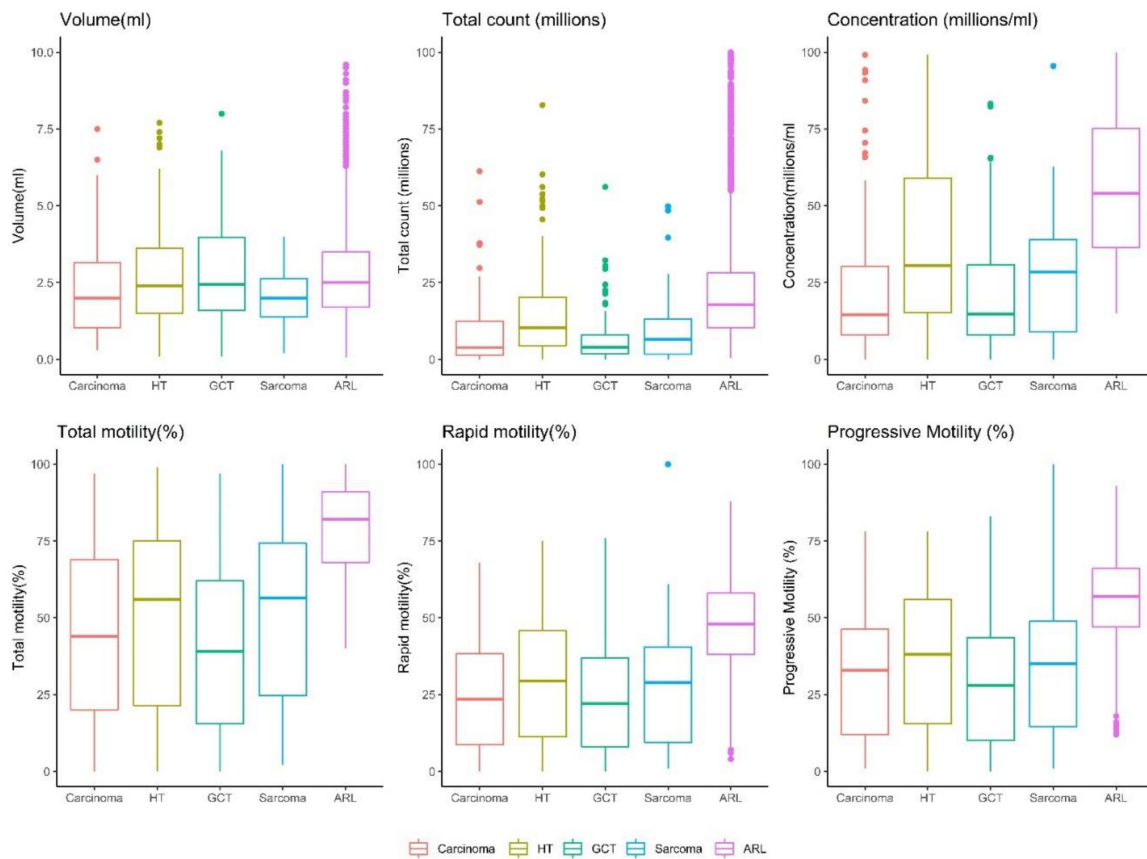 Volume(ml)
Total count (millions)
Concentration (millions/ml)
Volume(ml)
10.0
7.5
5.0
2.5
0.0
Carcinoma HT GCT Sarcoma ARL
Total count (millions)
100
75
50
25
0
Carcinoma HT GCT Sarcoma ARL
Concentration(millions/ml)
100
75
50
25
0
Carcinoma HT GCT Sarcoma ARL
Total motility(%)
Rapid motility(%)
Progressive Motility (%)
Total motility(%)
100
75
50
25
0
Carcinoma HT GCT Sarcoma ARL
Rapid motility(%)
100
75
50
25
0
Carcinoma HT GCT Sarcoma ARL
Progressive Motility (%)
100
75
50
25
0
Carcinoma HT GCT Sarcoma ARL
Carcinoma HT GCT Sarcoma ARL